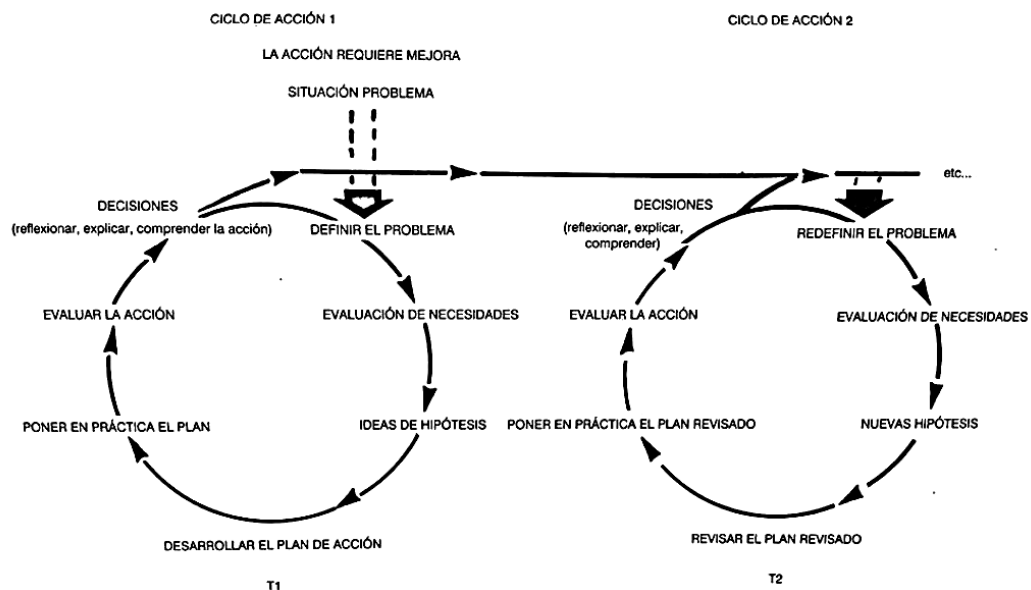 CICLO DE ACCIÓN 1
CICLO DE ACCIÓN 2
LA ACCIÓN REQUIERE MEJORA
SITUACIÓN PROBLEMA
etc...
DECISIONES
(reflexionar, explicar, comprender la acción)
DEFINIR EL PROBLEMA
EVALUAR LA ACCIÓN
EVALUACIÓN DE NECESIDADES
PONER EN PRÁCTICA EL PLAN
IDEAS DE HIPÓTESIS
DESARROLLAR EL PLAN DE ACCIÓN
T1
DECISIONES
(reflexionar, explicar,
comprender)
REDEFINIR EL PROBLEMA
EVALUAR LA ACCIÓN
EVALUACIÓN DE NECESIDADES
PONER EN PRÁCTICA EL PLAN REVISADO
NUEVAS HIPÓTESIS
REVISAR EL PLAN REVISADO
T2